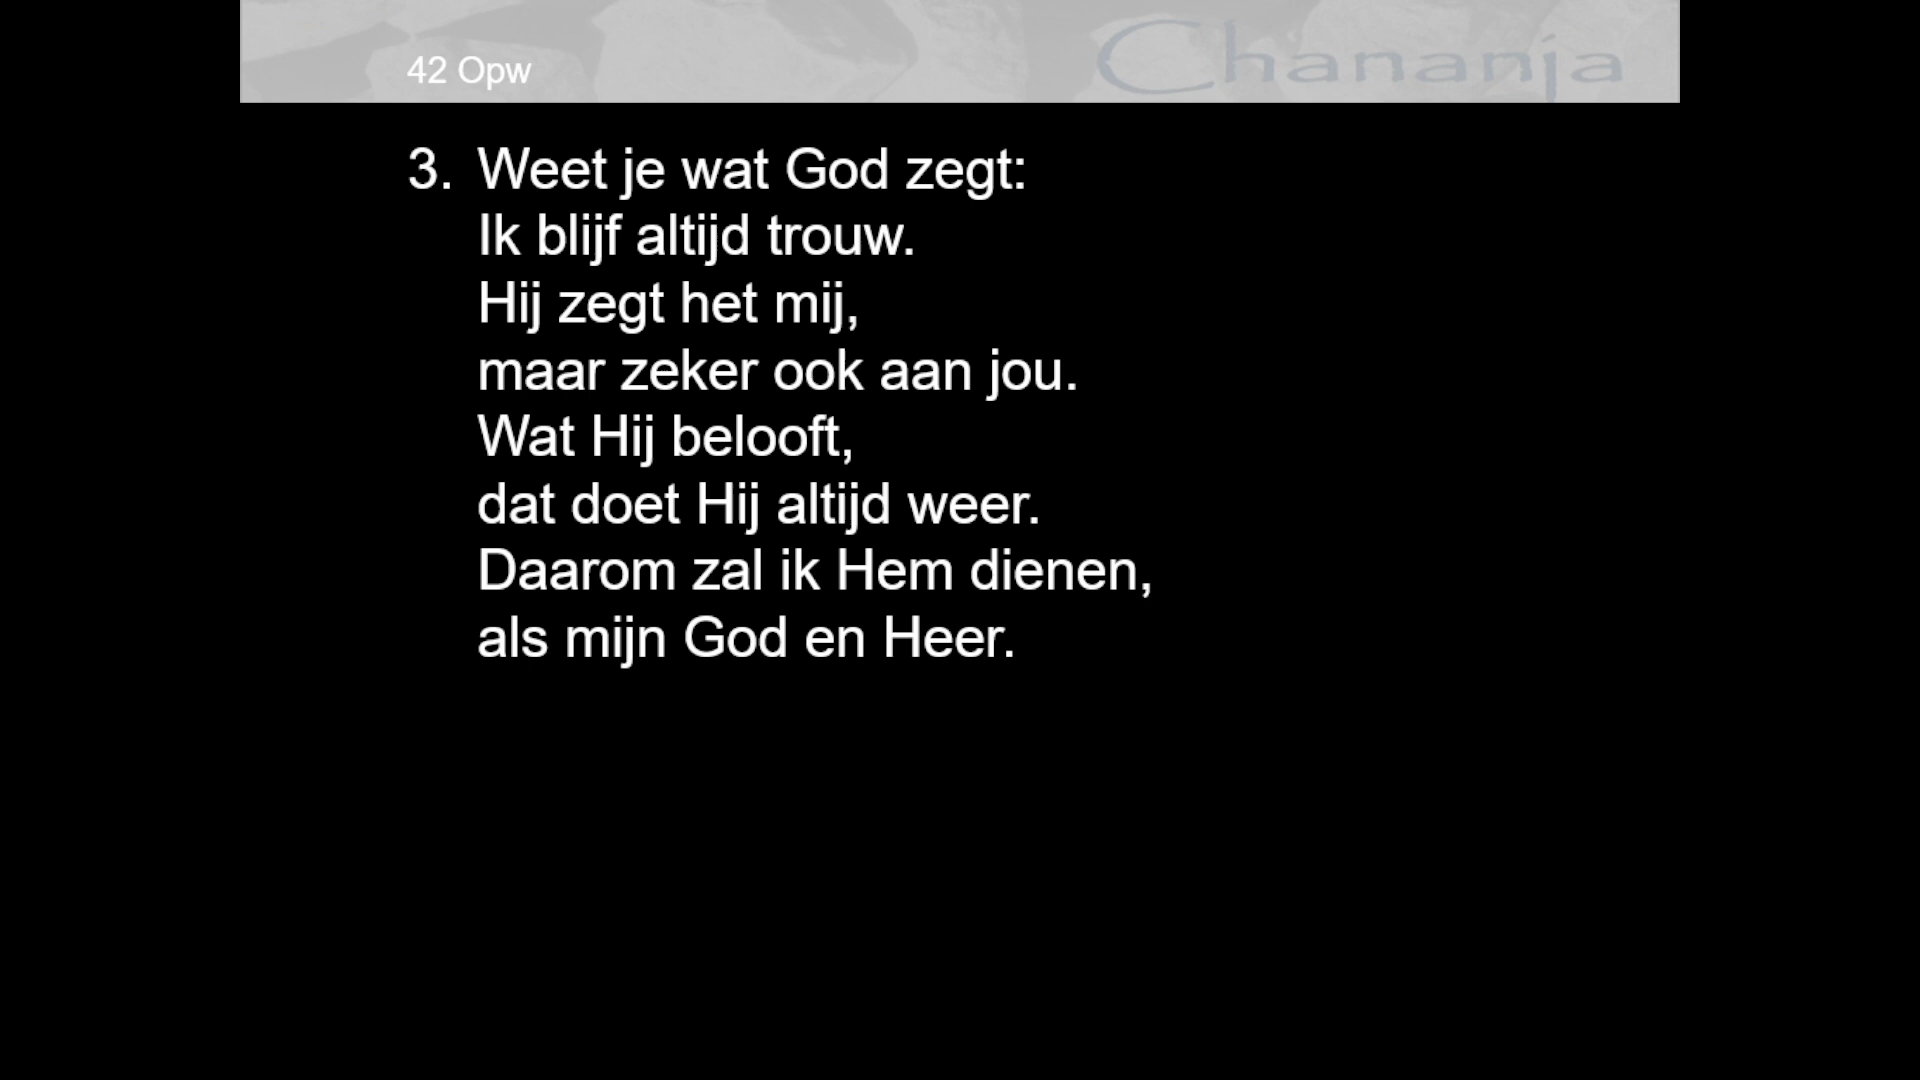 42 Opw
Chananja
3. Weet je wat God zegt:
Ik blijf altijd trouw.
Hij zegt het mij,
maar zeker ook aan jou.
Wat Hij belooft,
dat doet Hij altijd weer.
Daarom zal ik Hem dienen,
als mijn God en Heer.